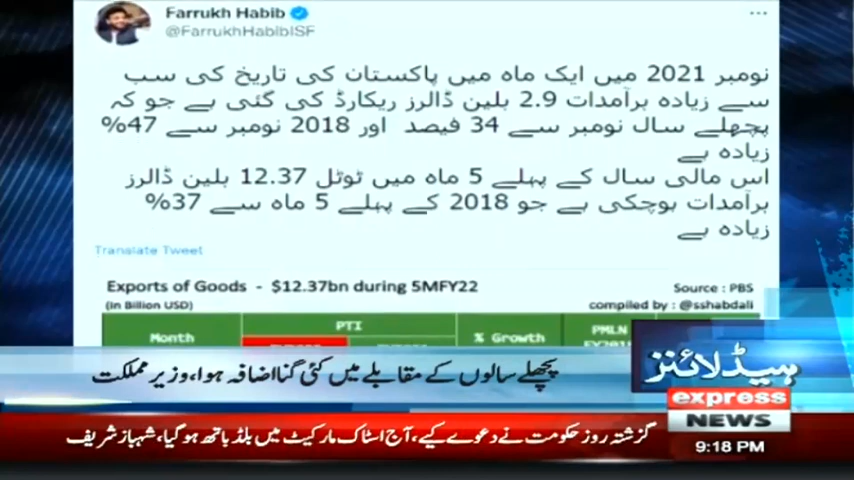 Farrukh Habib
@FarrukhHabibISF
نومبر 2021 میں ایک ماہ میں پاکستان کی تاریخ کی سب
سے زیادہ برآمدات 2.9 بلین ڈالرز ریکارڈ کی گئی ہے جو کہ
پچھلے سال نومبر سے 34 فیصد اور 2018 نومبر سے 47%
زیادہ ہے
اس مالی سال کے پہلے 5 ماہ میں ٹوٹل 12.37 بلین ڈالرز
برآمدات ہوچکی ہے جو 2018 کے پہلے 5 ماہ سے 37%
زیادہ ہے
Translate Tweet
Exports of Goods - $12.37bn during 5MFY22
Source : PBS
(in Billion USD)
compiled by : @sshabdali
Month
PTI
% Growth
PMLN
پچھلے سالوں کے مقابلے میں کئی گنا اضافہ ہوا، وزیر مملکت
ہیڈلائنز
express
NEWS
گزشتہ روز حکومت نے دعوے کیے، آج اسٹاک مارکیٹ میں بلڈ باتھ ہو گیا، شہباز شریف
9:18 PM